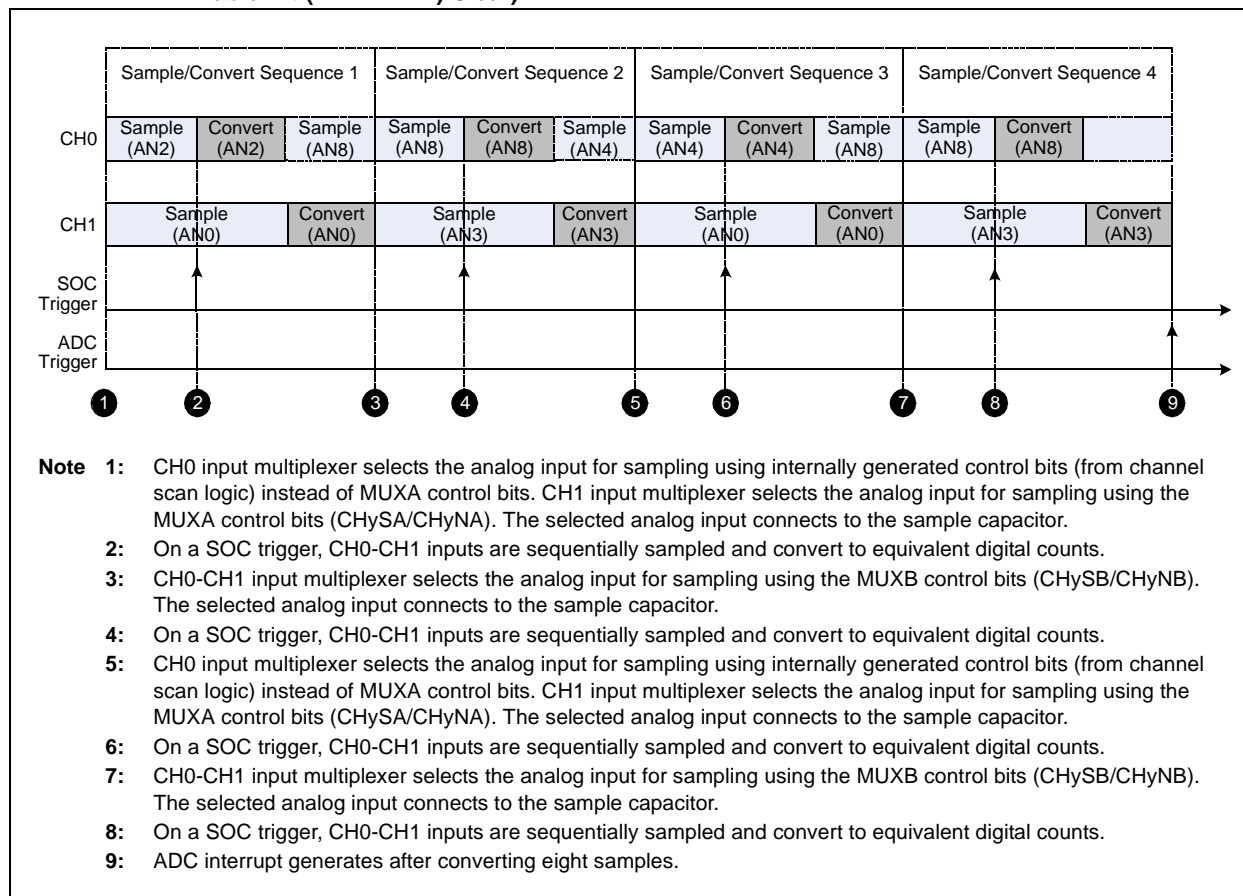 Sample/Convert Sequence 1 Sample/Convert Sequence 2 Sample/Convert Sequence 3 Sample/Convert Sequence 4
CH0
Sample (AN2)
Convert (AN2)
Sample (AN8)
Sample (AN8)
Convert (AN8)
Sample (AN4)
Sample (AN4)
Convert (AN4)
Sample (AN8)
Sample (AN8)
Convert (AN8)
CH1
Sample (AN0)
Convert (AN0)
Sample (AN3)
Convert (AN3)
Sample (AN0)
Convert (AN0)
Sample (AN3)
Convert (AN3)
SOC
Trigger
ADC
Trigger
1 2 3 4 5 6 7 8 9
Note 1: CH0 input multiplexer selects the analog input for sampling using internally generated control bits (from channel
scan logic) instead of MUXA control bits. CH1 input multiplexer selects the analog input for sampling using the
MUXA control bits (CHySA/CHyNA). The selected analog input connects to the sample capacitor.
2: On a SOC trigger, CH0-CH1 inputs are sequentially sampled and convert to equivalent digital counts.
3: CH0-CH1 input multiplexer selects the analog input for sampling using the MUXB control bits (CHySB/CHyNB).
The selected analog input connects to the sample capacitor.
4: On a SOC trigger, CH0-CH1 inputs are sequentially sampled and convert to equivalent digital counts.
5: CH0 input multiplexer selects the analog input for sampling using internally generated control bits (from channel
scan logic) instead of MUXA control bits. CH1 input multiplexer selects the analog input for sampling using the
MUXA control bits (CHySA/CHyNA). The selected analog input connects to the sample capacitor.
6: On a SOC trigger, CH0-CH1 inputs are sequentially sampled and convert to equivalent digital counts.
7: CH0-CH1 input multiplexer selects the analog input for sampling using the MUXB control bits (CHySB/CHyNB).
The selected analog input connects to the sample capacitor.
8: On a SOC trigger, CH0-CH1 inputs are sequentially sampled and convert to equivalent digital counts.
9: ADC interrupt generates after converting eight samples.